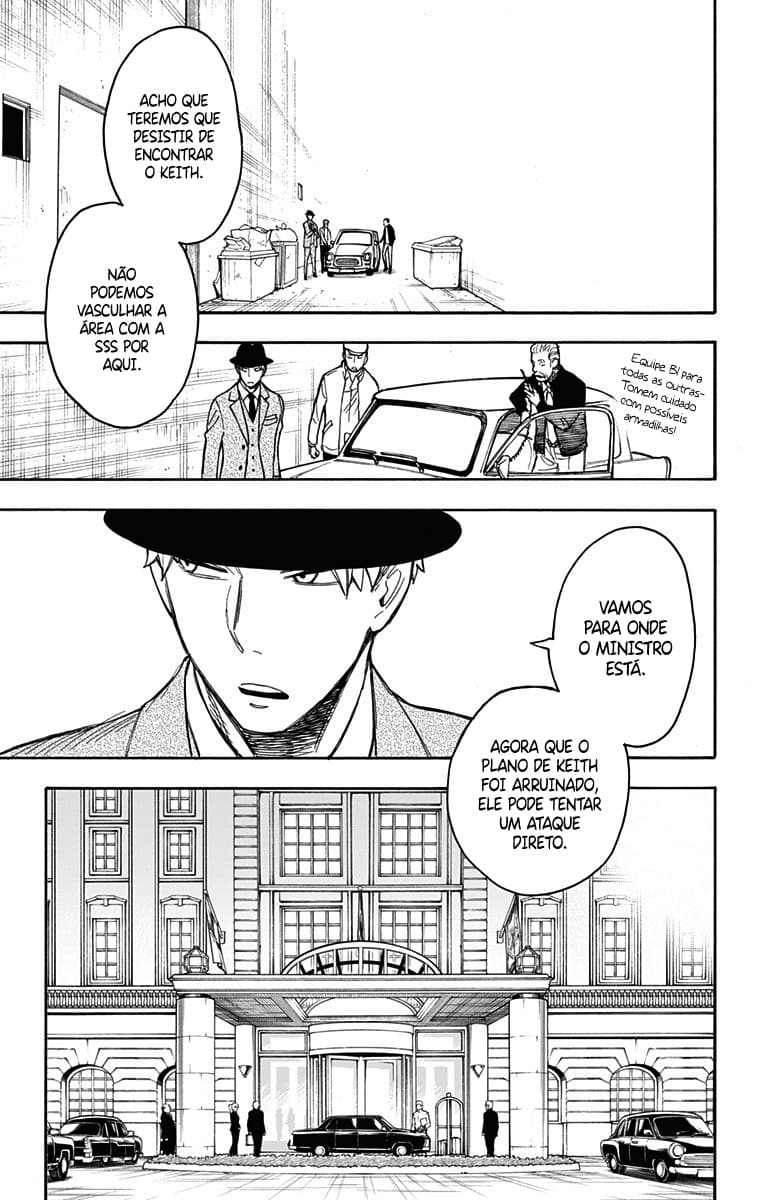 ACHO QUE
TEREMOS QUE
DESISTIR DE
ENCONTRAR
O KEITH.
NÃO
PODEMOS
VASCULHAR A
ÁREA COM A
SSS POR
AQUI.
Equipe B1 para
todas as outras-
Tomem cuidado
com possíveis
armadilhas!
VAMOS
PARA ONDE
O MINISTRO
ESTÁ.
AGORA QUE O
PLANO DE KEITH
FOI ARRUINADO,
ELE PODE TENTAR
UM ATAQUE
DIRETO.